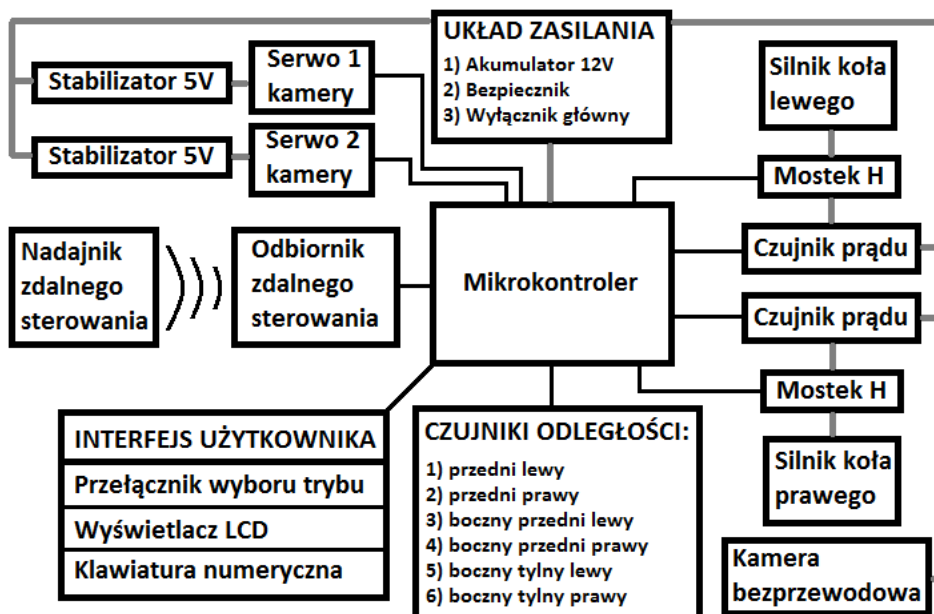 UKŁAD ZASILANIA
1) Akumulator 12V
2) Bezpiecznik
3) Wyłącznik główny
Stabilizator 5V
Serwo 1
kamery
Stabilizator 5V
Serwo 2
kamery
Silnik koła
lewego
Mostek H
Czujnik prądu
Nadajnik
zdalnego
sterowania
Odbiornik
zdalnego
sterowania
Mikrokontroler
Czujnik prądu
Mostek H
Silnik koła
prawego
INTERFEJS UŻYTKOWNIKA
Przełącznik wyboru trybu
Wyświetlacz LCD
Klawiatura numeryczna
CZUJNIKI ODLEGŁOŚCI:
1) przedni lewy
2) przedni prawy
3) boczny przedni lewy
4) boczny przedni prawy
5) boczny tylny lewy
6) boczny tylny prawy
Kamera
bezprzewodowa